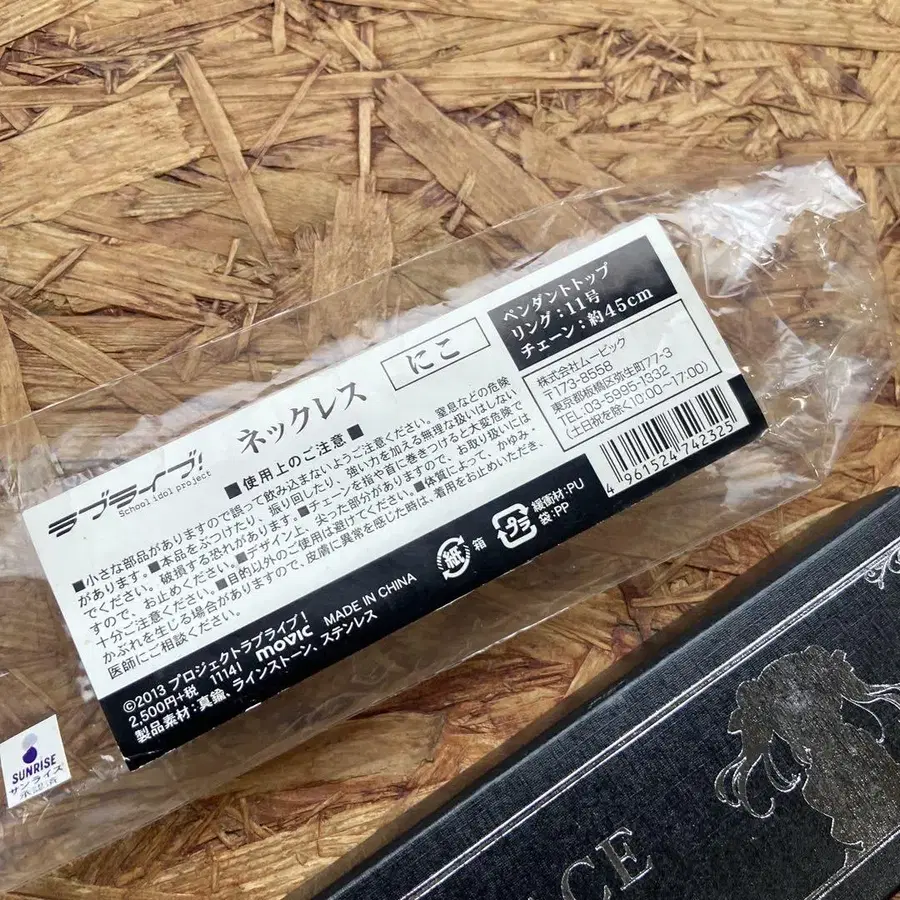 ラブライブ!
School idol project
ネックレス
にこ
ペンダントトップ
リング:11号
チェーン:約45cm
株式会社ムービック
〒173-8558
東京都板橋区弥生町77-3
TEL.03-5995-1332
(土日祝を除く10:00~17:00)
4 961524 742325
■使用上のご注意■
■小さな部品がありますので誤って飲み込まないようご注意ください。窒息などの危険
があります。■本品をぶつけたり、振り回したり、強い力を加える無理な扱いはしない
でください。破損する恐れがあります。■チェーンを指や首に巻きつけると大変危険で
すので、お止めください。■デザイン上、尖った部分がありますので、お取り扱いには
十分ご注意ください。■目的以外のご使用は避けてください。■体質によって、かゆみ・
かぶれを生じる場合がありますので、皮膚に異常を感じた時は、着用をお止めいただき、
医師にご相談ください。
紙
箱
プラ
緩衝材:PU
袋:PP
©2013 プロジェクトラブライブ!
2,500円+税 11141 movic MADE IN CHINA
製品素材:真鍮、ラインストーン、ステンレス
SUNRISE
サンライズ
承認済
ACE